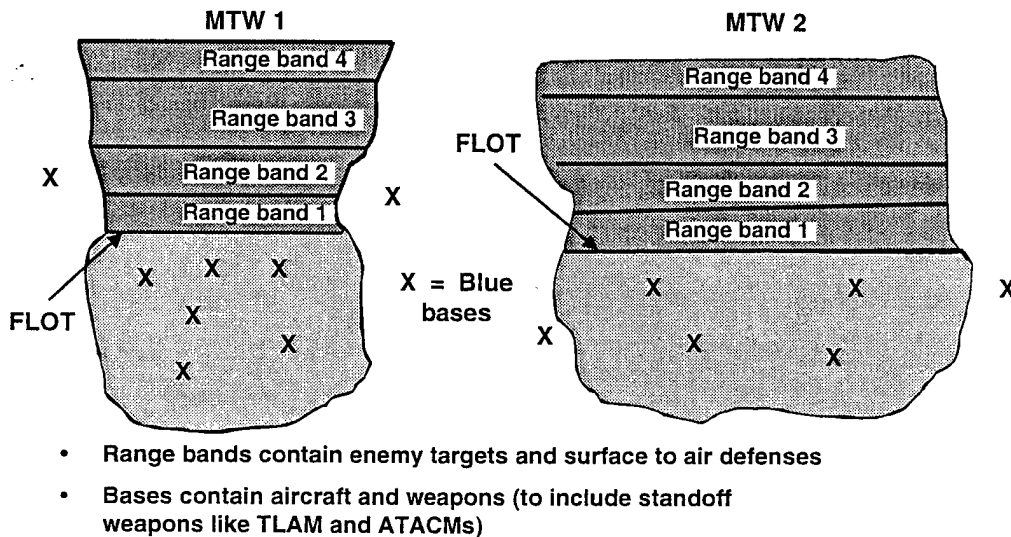 MTW 1
Range band 4
Range band 3
Range band 2
Range band 1
X
X
FLOT
X
X
X
X
X
X
X = Blue
bases
MTW 2
Range band 4
Range band 3
Range band 2
Range band 1
FLOT
X
X
X
X
X
X
• Range bands contain enemy targets and surface to air defenses
• Bases contain aircraft and weapons (to include standoff
weapons like TLAM and ATACMs)